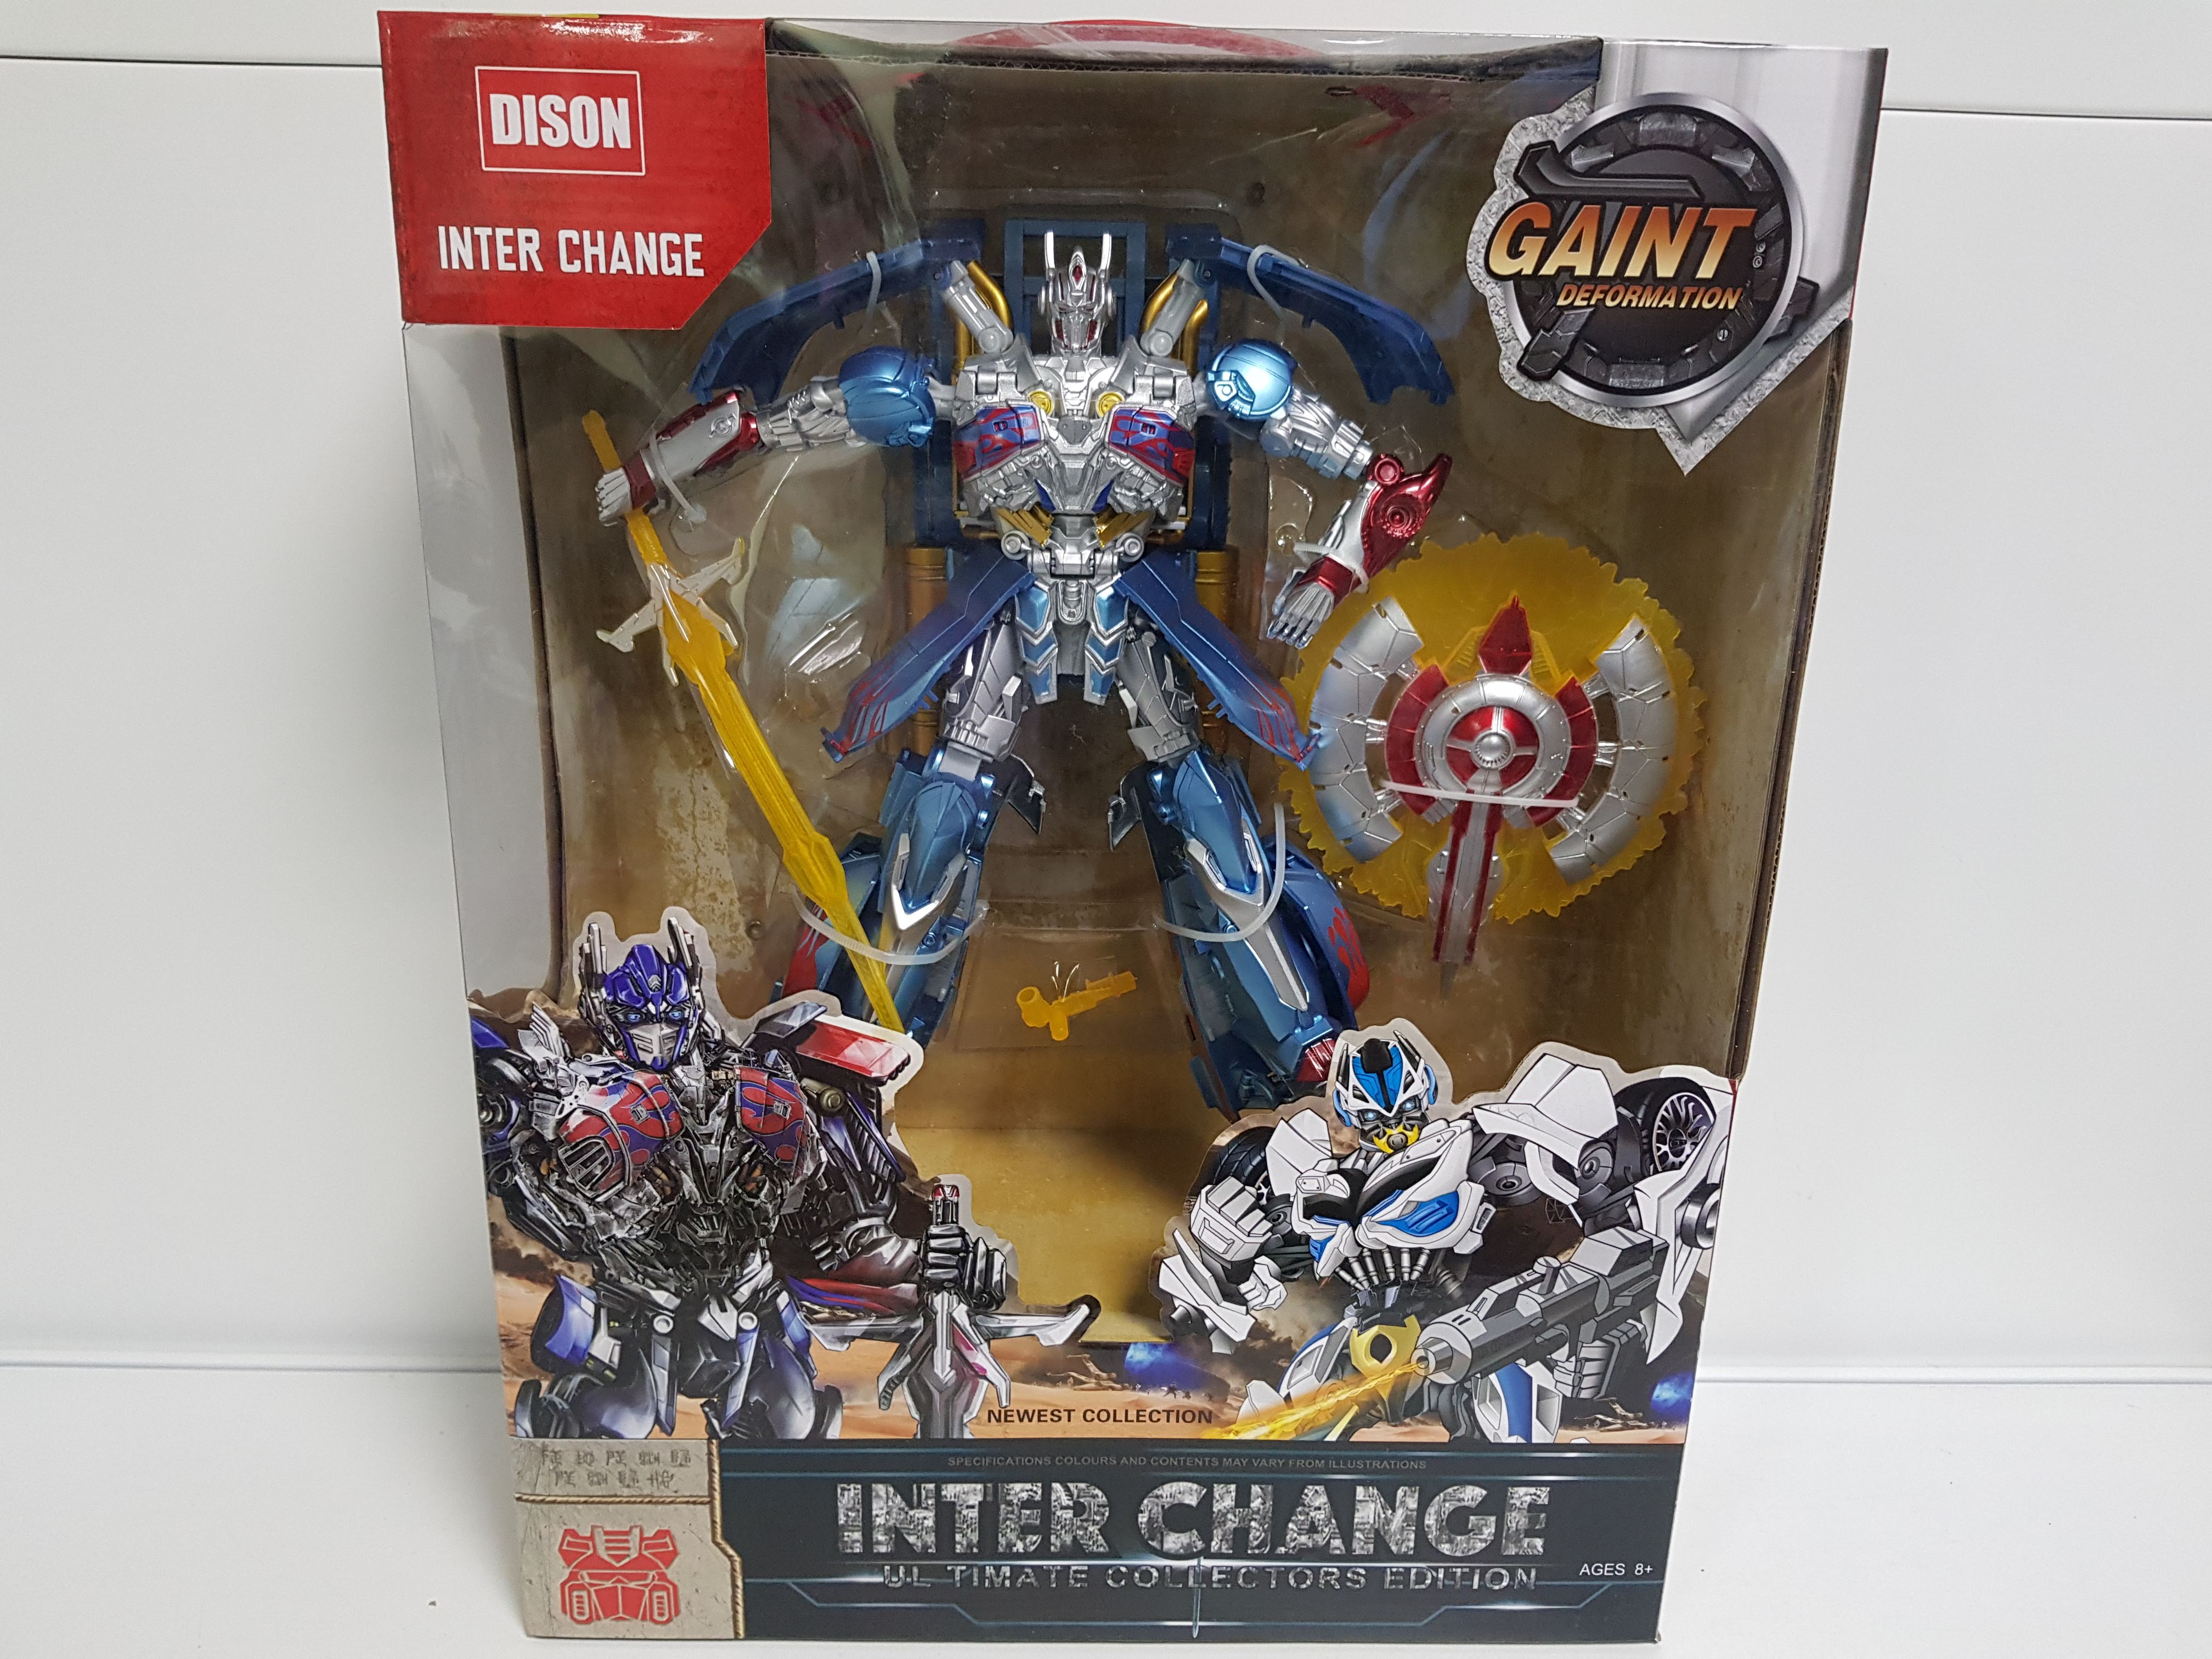 DISON
INTER CHANGE
GAINT
DEFORMATION
NEWEST COLLECTION
SPECIFICATIONS COLOURS AND CONTENTS MAY VARY FROM ILLUSTRATIONS
INTER CHANGE
UL TIMATE COLLECTORS EDITION
AGES 8+